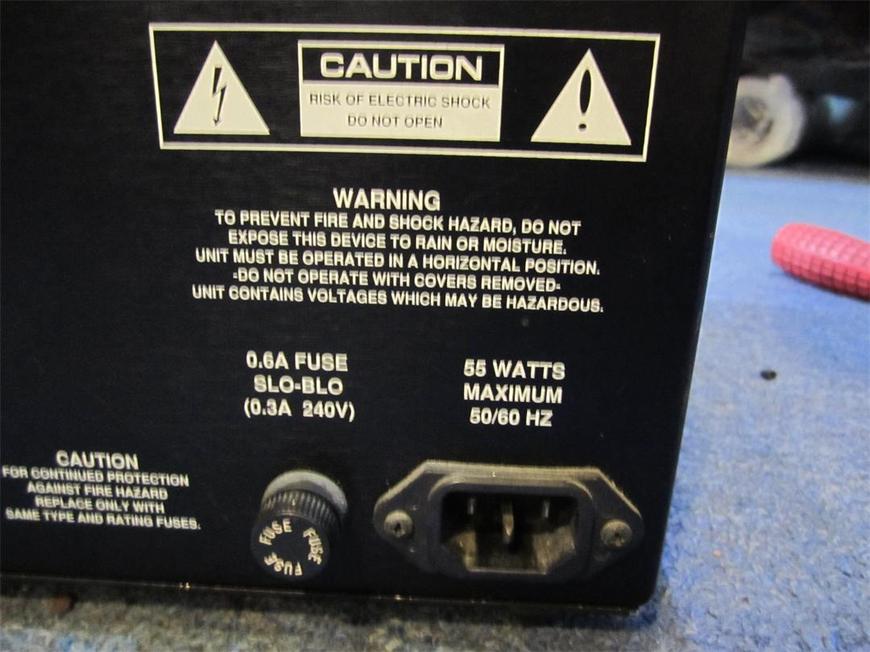 CAUTION
RISK OF ELECTRIC SHOCK
DO NOT OPEN
WARNING
TO PREVENT FIRE AND SHOCK HAZARD, DO NOT
EXPOSE THIS DEVICE TO RAIN OR MOISTURE.
UNIT MUST BE OPERATED IN A HORIZONTAL POSITION.
-DO NOT OPERATE WITH COVERS REMOVED-
UNIT CONTAINS VOLTAGES WHICH MAY BE HAZARDOUS.
0.6A FUSE
SLO-BLO
(0.3A 240V)
55 WATTS
MAXIMUM
50/60 HZ
CAUTION
FOR CONTINUED PROTECTION
AGAINST FIRE HAZARD
REPLACE ONLY WITH
SAME TYPE AND RATING FUSES.
FUSE
FUSE
FUSE